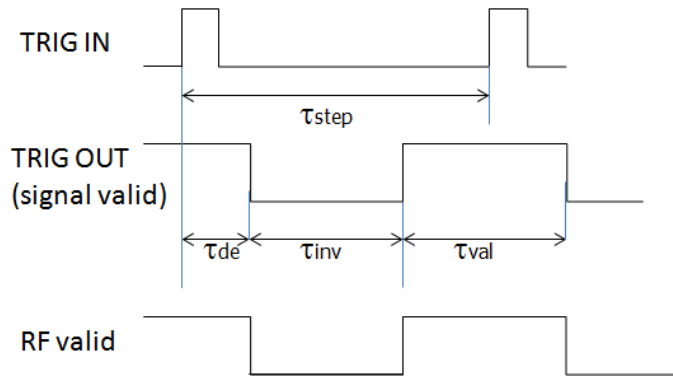 TRIG IN
τstep
TRIG OUT
(signal valid)
τde τinv τval
RF valid